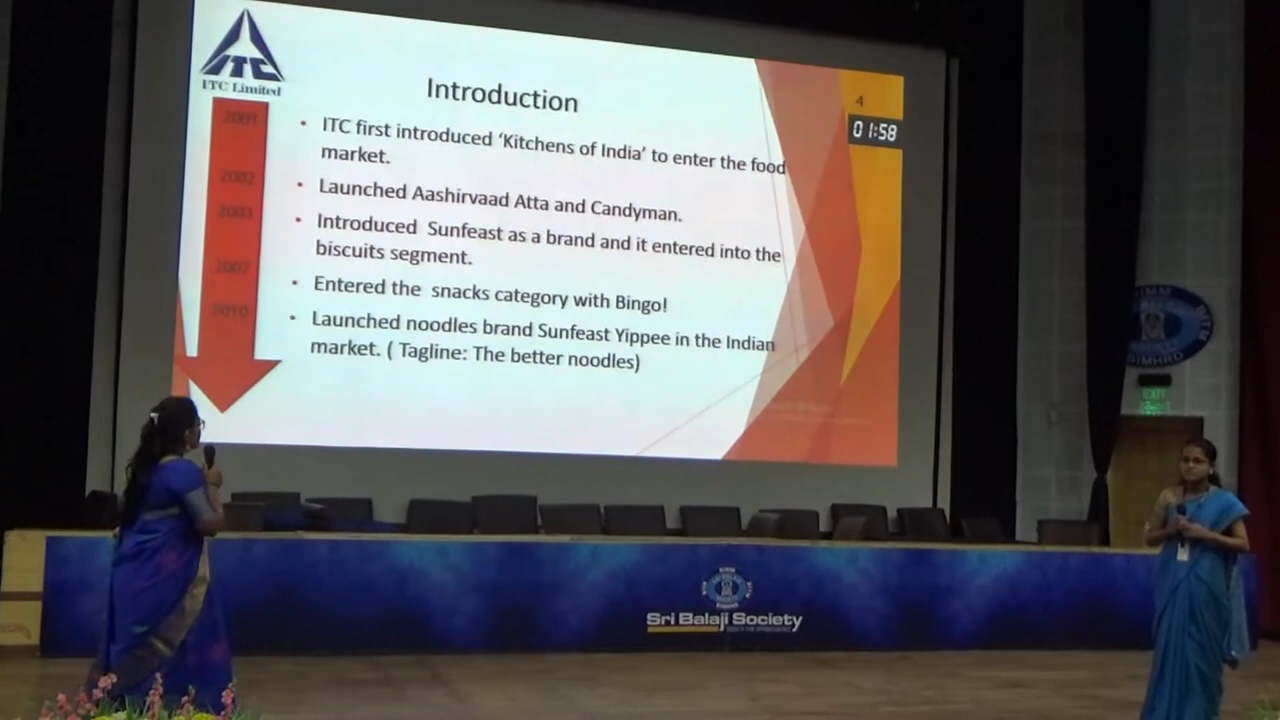 ITC
ITC Limited
Introduction
4
01:58
2001
• ITC first introduced ‘Kitchens of India’ to enter the food
market.
2002
• Launched Aashirvaad Atta and Candyman.
2003
• Introduced Sunfeast as a brand and it entered into the
biscuits segment.
2007
• Entered the snacks category with Bingo!
2010
• Launched noodles brand Sunfeast Yippee in the Indian
market. ( Tagline: The better noodles)
BIMHRD
EXIT
Sri Balaji Society